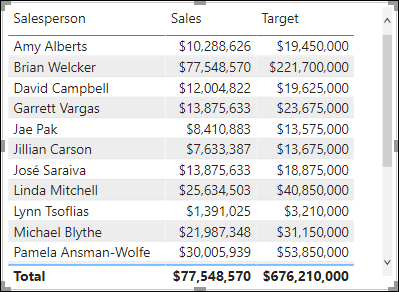 Salesperson Sales Target
Amy Alberts $10,288,626 $19,450,000
Brian Welcker $77,548,570 $221,700,000
David Campbell $12,004,822 $19,625,000
Garrett Vargas $13,875,633 $23,675,000
Jae Pak $8,410,883 $13,575,000
Jillian Carson $7,633,387 $13,675,000
José Saraiva $13,875,633 $18,875,000
Linda Mitchell $25,634,503 $40,850,000
Lynn Tsoflias $1,391,025 $3,210,000
Michael Blythe $21,987,348 $31,150,000
Pamela Ansman-Wolfe $30,005,939 $53,850,000
Total $77,548,570 $676,210,000